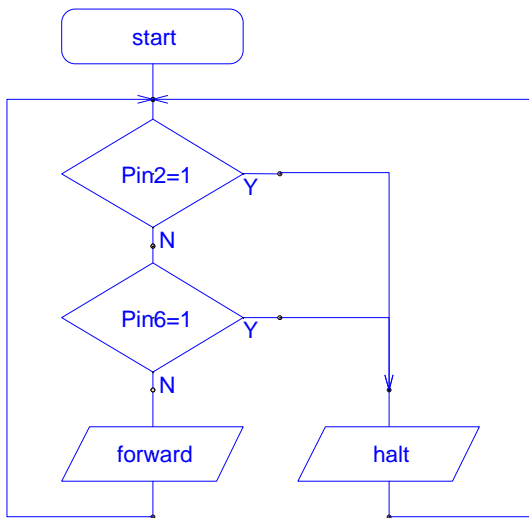 start
Pin2=1
Y
N
Pin6=1
Y
N
forward
halt